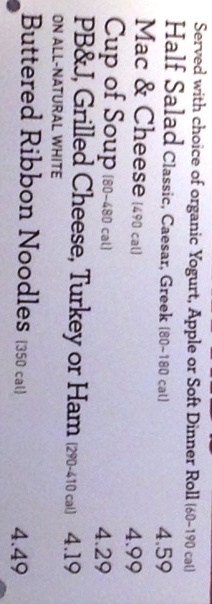 Served with choice of organic Yogurt, Apple or Soft Dinner Roll (60-190 cal)
Half Salad Classic, Caesar, Greek (80-180 cal) 4.59
Mac & Cheese (490 cal) 4.99
Cup of Soup (80-480 cal) 4.29
PB&J, Grilled Cheese, Turkey or Ham (290-410 cal) 4.19
ON ALL-NATURAL WHITE
Buttered Ribbon Noodles (350 cal) 4.49